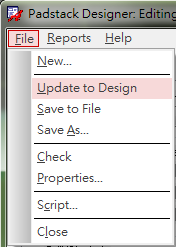 Padstack Designer: Editing
File Reports Help
New...
Update to Design
Save to File
Save As...
Check
Properties...
Script...
Close